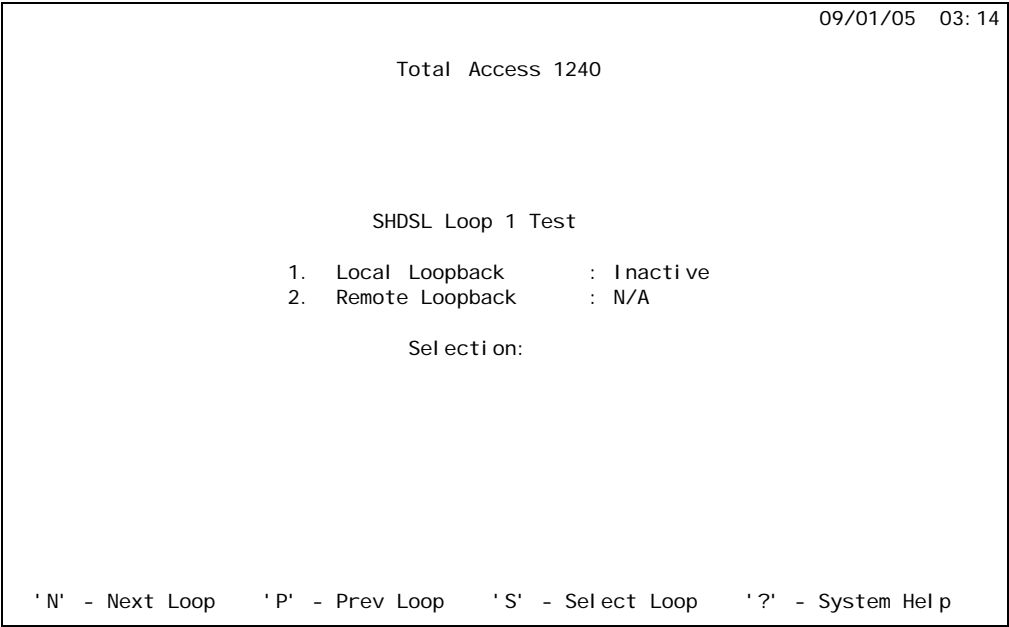 09/01/05 03:14
Total Access 1240
SHDSL Loop 1 Test
1. Local Loopback : Inactive
2. Remote Loopback : N/A
Selection:
'N' - Next Loop 'P' - Prev Loop 'S' - Select Loop '?' - System Help